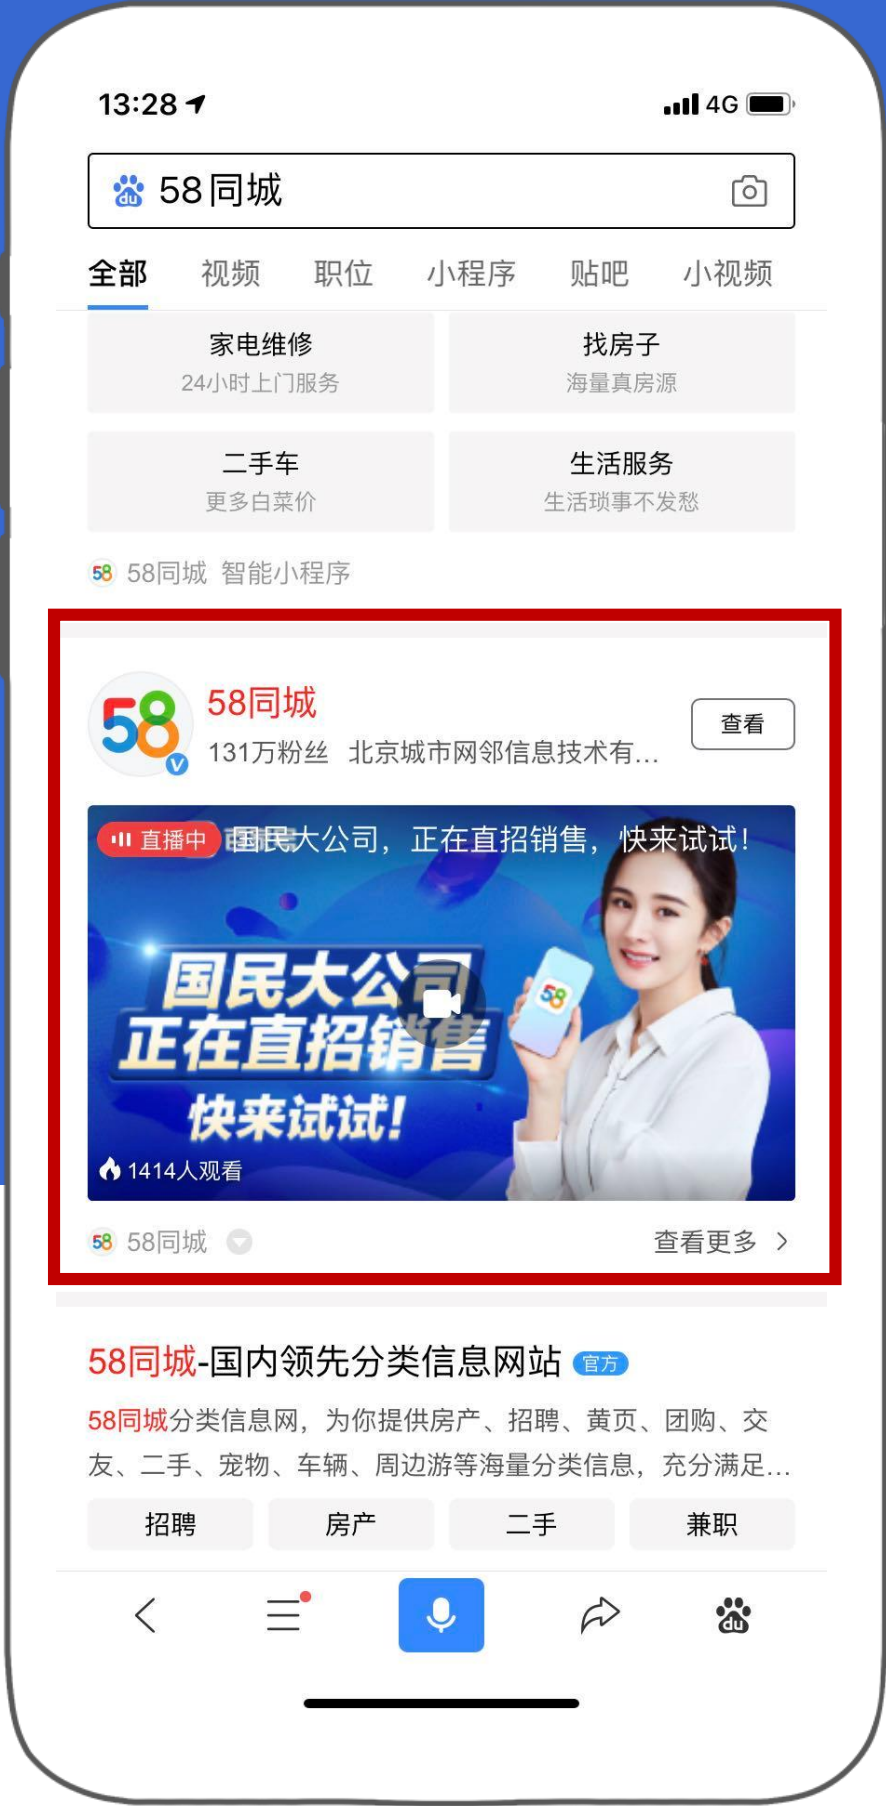 13:28
4G
58同城
全部 视频 职位 小程序 贴吧 小视频
家电维修 找房子
24小时上门服务 海量真房源
二手车 生活服务
更多白菜价 生活琐事不发愁
58 58同城 智能小程序
58 58同城
131万粉丝 北京城市网邻信息技术有...
查看
直播中 国民大公司，正在直招销售，快来试试！
国民大公司
正在直招销售
快来试试!
58
1414人观看
58 58同城 查看更多
58同城-国内领先分类信息网站 官方
58同城分类信息网，为你提供房产、招聘、黄页、团购、交
友、二手、宠物、车辆、周边游等海量分类信息，充分满足...
招聘 房产 二手 兼职
du